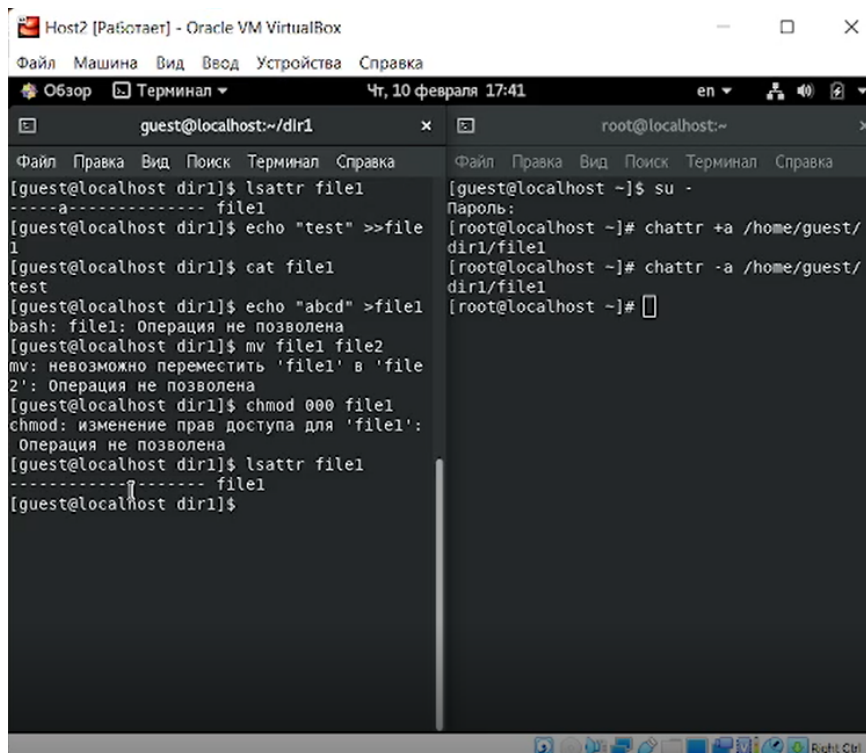 Host2 [Работает] - Oracle VM VirtualBox
Файл Машина Вид Ввод Устройства Справка
Обзор Терминал Чт, 10 февраля 17:41 en
guest@localhost:~/dir1
Файл Правка Вид Поиск Терминал Справка
[guest@localhost dir1]$ lsattr file1
-----a-------------- file1
[guest@localhost dir1]$ echo "test" >>file
1
[guest@localhost dir1]$ cat file1
test
[guest@localhost dir1]$ echo "abcd" >file1
bash: file1: Операция не позволена
[guest@localhost dir1]$ mv file1 file2
mv: невозможно переместить 'file1' в 'file
2': Операция не позволена
[guest@localhost dir1]$ chmod 000 file1
chmod: изменение прав доступа для 'file1':
Операция не позволена
[guest@localhost dir1]$ lsattr file1
-------------------- file1
[guest@localhost dir1]$
root@localhost:~
Файл Правка Вид Поиск Терминал Справка
[guest@localhost ~]$ su -
Пароль:
[root@localhost ~]# chattr +a /home/guest/
dir1/file1
[root@localhost ~]# chattr -a /home/guest/
dir1/file1
[root@localhost ~]#
Right Ctrl